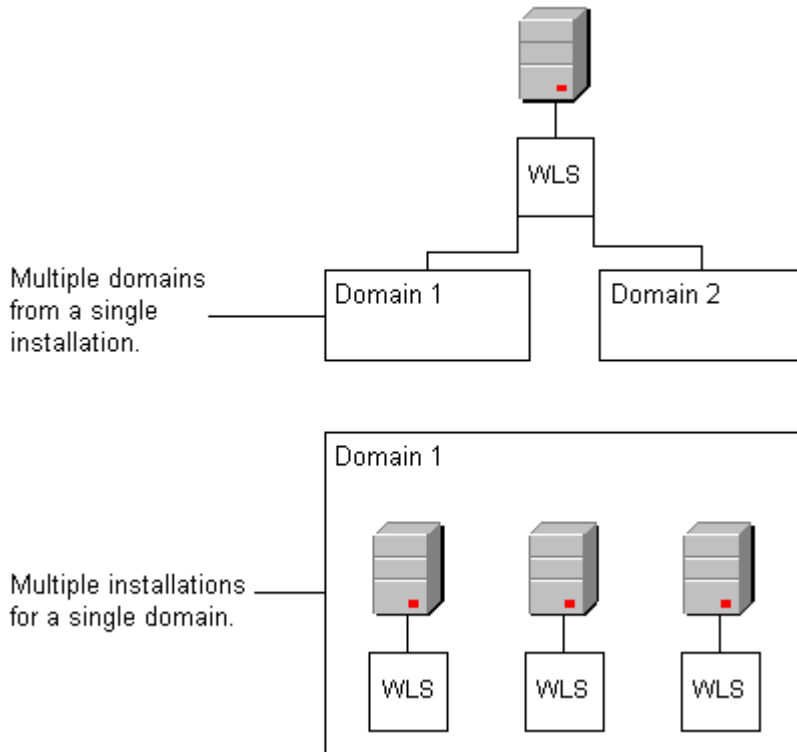 WLS
Multiple domains
from a single
installation.
Domain 1
Domain 2
Domain 1
Multiple installations
for a single domain.
WLS
WLS
WLS